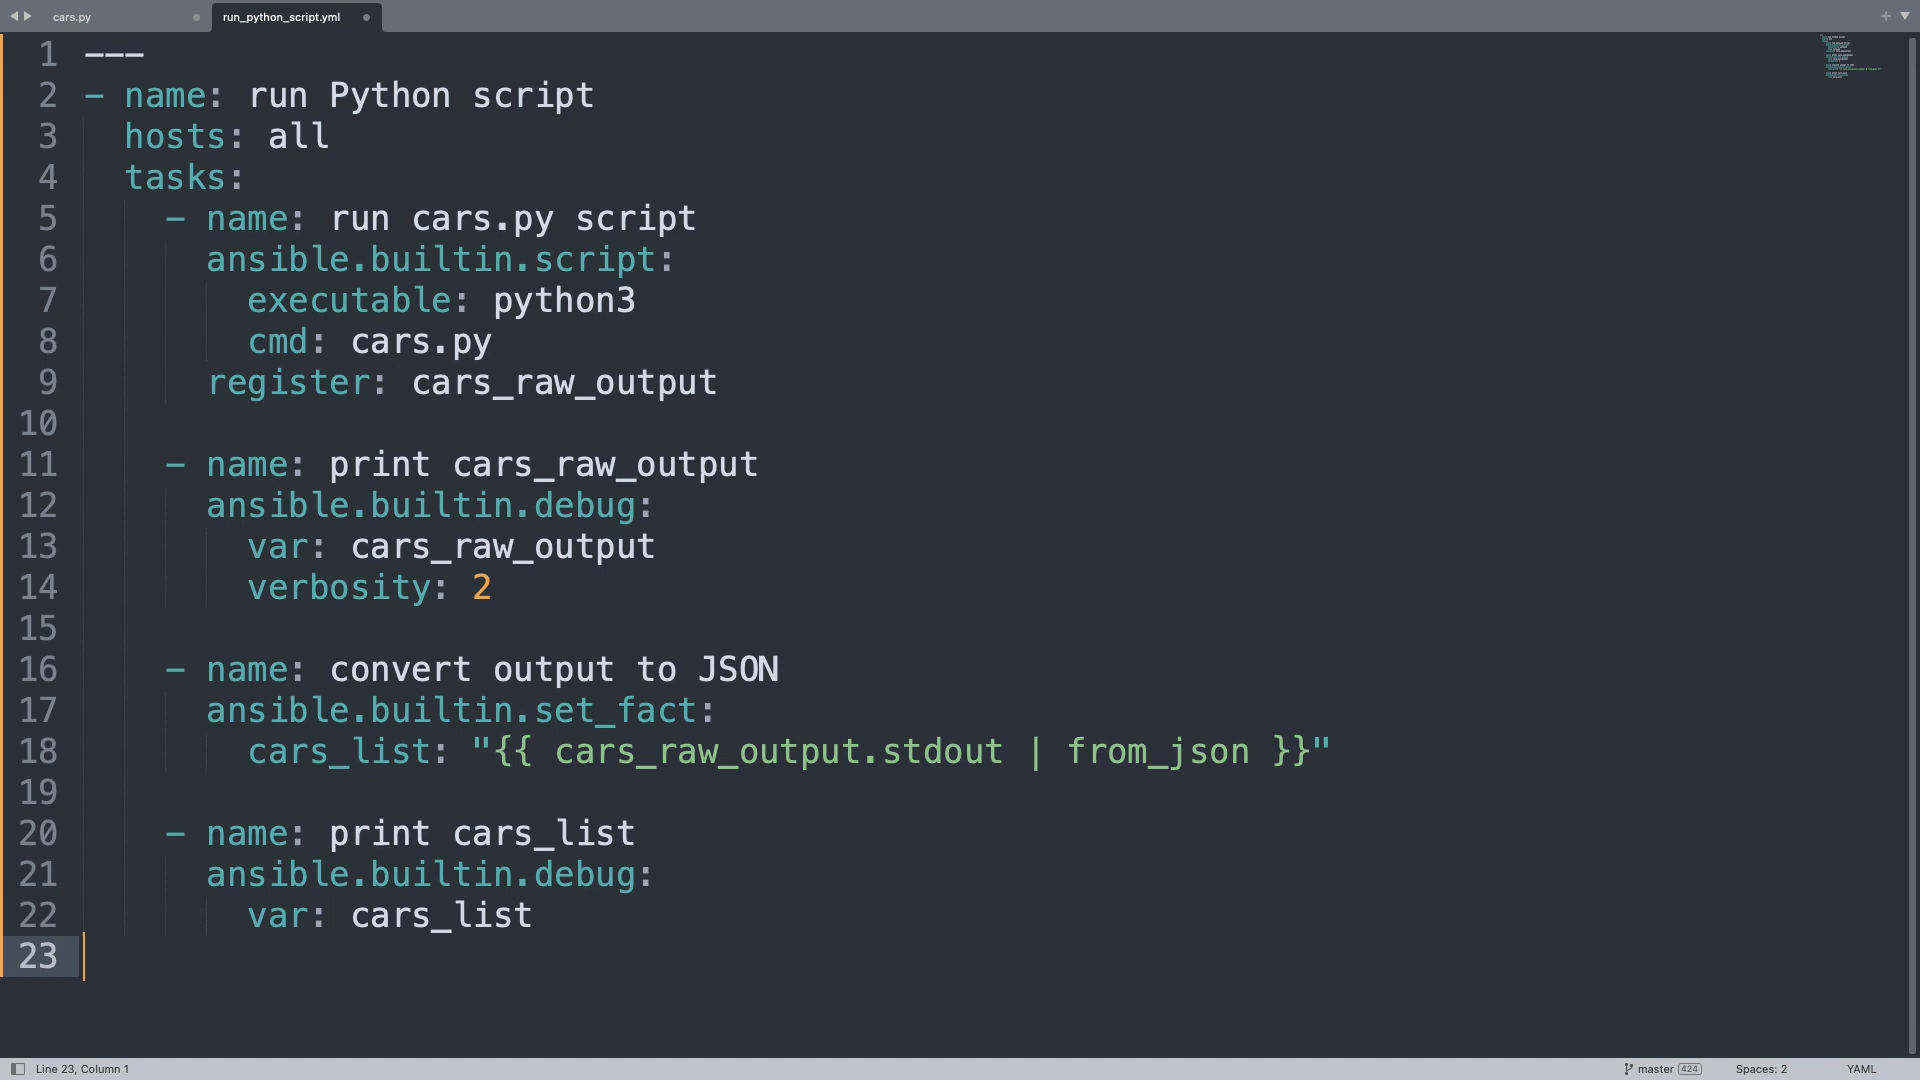 cars.py
run_python_script.yml
1 ---
2 - name: run Python script
3   hosts: all
4   tasks:
5     - name: run cars.py script
6       ansible.builtin.script:
7         executable: python3
8         cmd: cars.py
9       register: cars_raw_output
10
11     - name: print cars_raw_output
12       ansible.builtin.debug:
13         var: cars_raw_output
14         verbosity: 2
15
16     - name: convert output to JSON
17       ansible.builtin.set_fact:
18         cars_list: "{{ cars_raw_output.stdout | from_json }}"
19
20     - name: print cars_list
21       ansible.builtin.debug:
22         var: cars_list
23
Line 23, Column 1
master 424
Spaces: 2
YAML